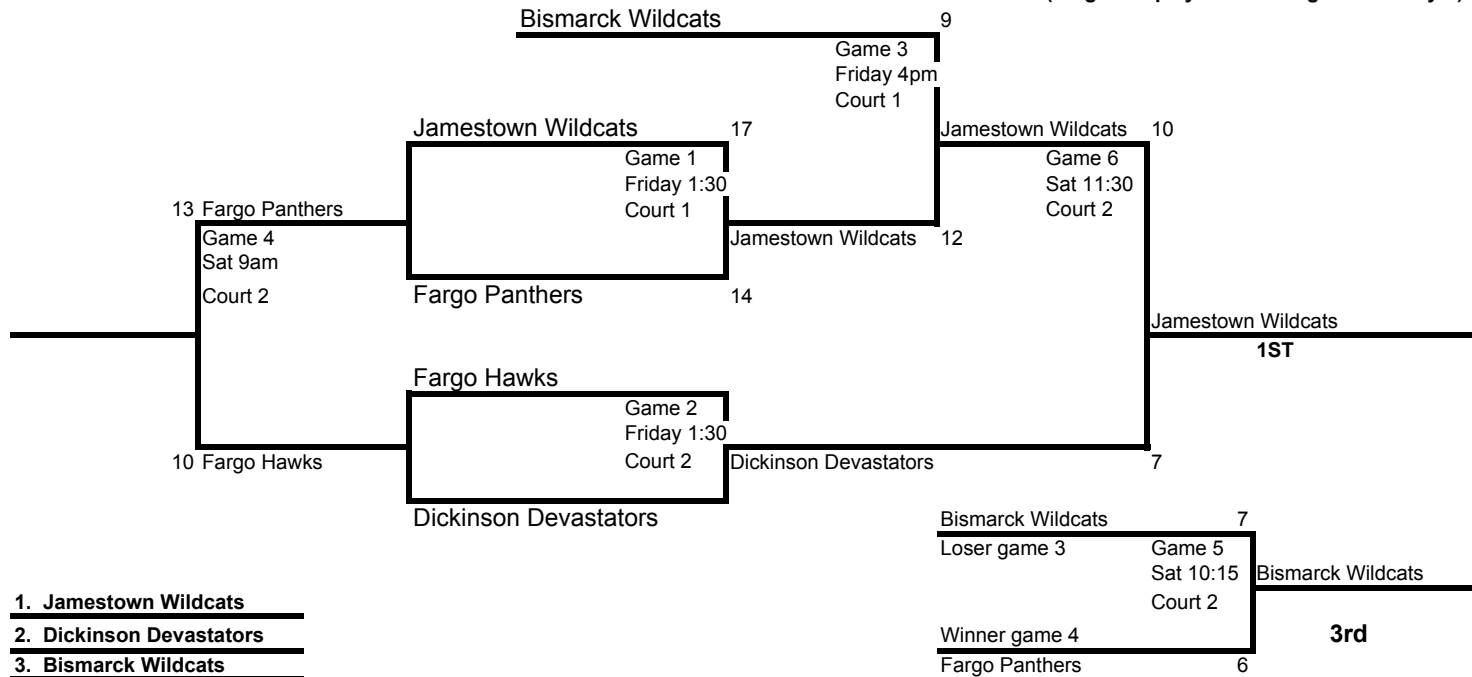 Bismarck Wildcats 9
Game 3
Friday 4pm
Court 1
Jamestown Wildcats 17
Jamestown Wildcats 10
Game 1
Friday 1:30
Court 1
Game 6
Sat 11:30
Court 2
13 Fargo Panthers
Game 4
Sat 9am
Court 2
Jamestown Wildcats 12
Fargo Panthers 14
Jamestown Wildcats
1ST
Fargo Hawks
Game 2
Friday 1:30
Court 2
10 Fargo Hawks
Dickinson Devastators 7
Dickinson Devastators
Bismarck Wildcats 7
Loser game 3
Game 5
Sat 10:15
Court 2
Bismarck Wildcats
1. Jamestown Wildcats
2. Dickinson Devastators
3. Bismarck Wildcats
Winner game 4
3rd
Fargo Panthers 6